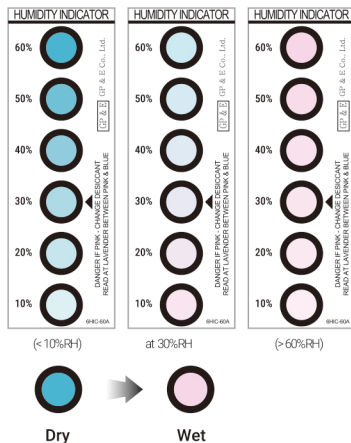 HUMIDITY INDICATOR
60%
50%
40%
30%
20%
10%
GP & E GP & E Co., Ltd.
DANGER IF PINK - CHANGE DESICCANT
READ AT LAVENDER BETWEEN PINK & BLUE
6HIC-60A
(<10%RH)
HUMIDITY INDICATOR
60%
50%
40%
30%
20%
10%
GP & E GP & E Co., Ltd.
DANGER IF PINK - CHANGE DESICCANT
READ AT LAVENDER BETWEEN PINK & BLUE
6HIC-60A
at 30%RH
HUMIDITY INDICATOR
60%
50%
40%
30%
20%
10%
GP & E GP & E Co., Ltd.
DANGER IF PINK - CHANGE DESICCANT
READ AT LAVENDER BETWEEN PINK & BLUE
6HIC-60A
(>60%RH)
Dry
Wet